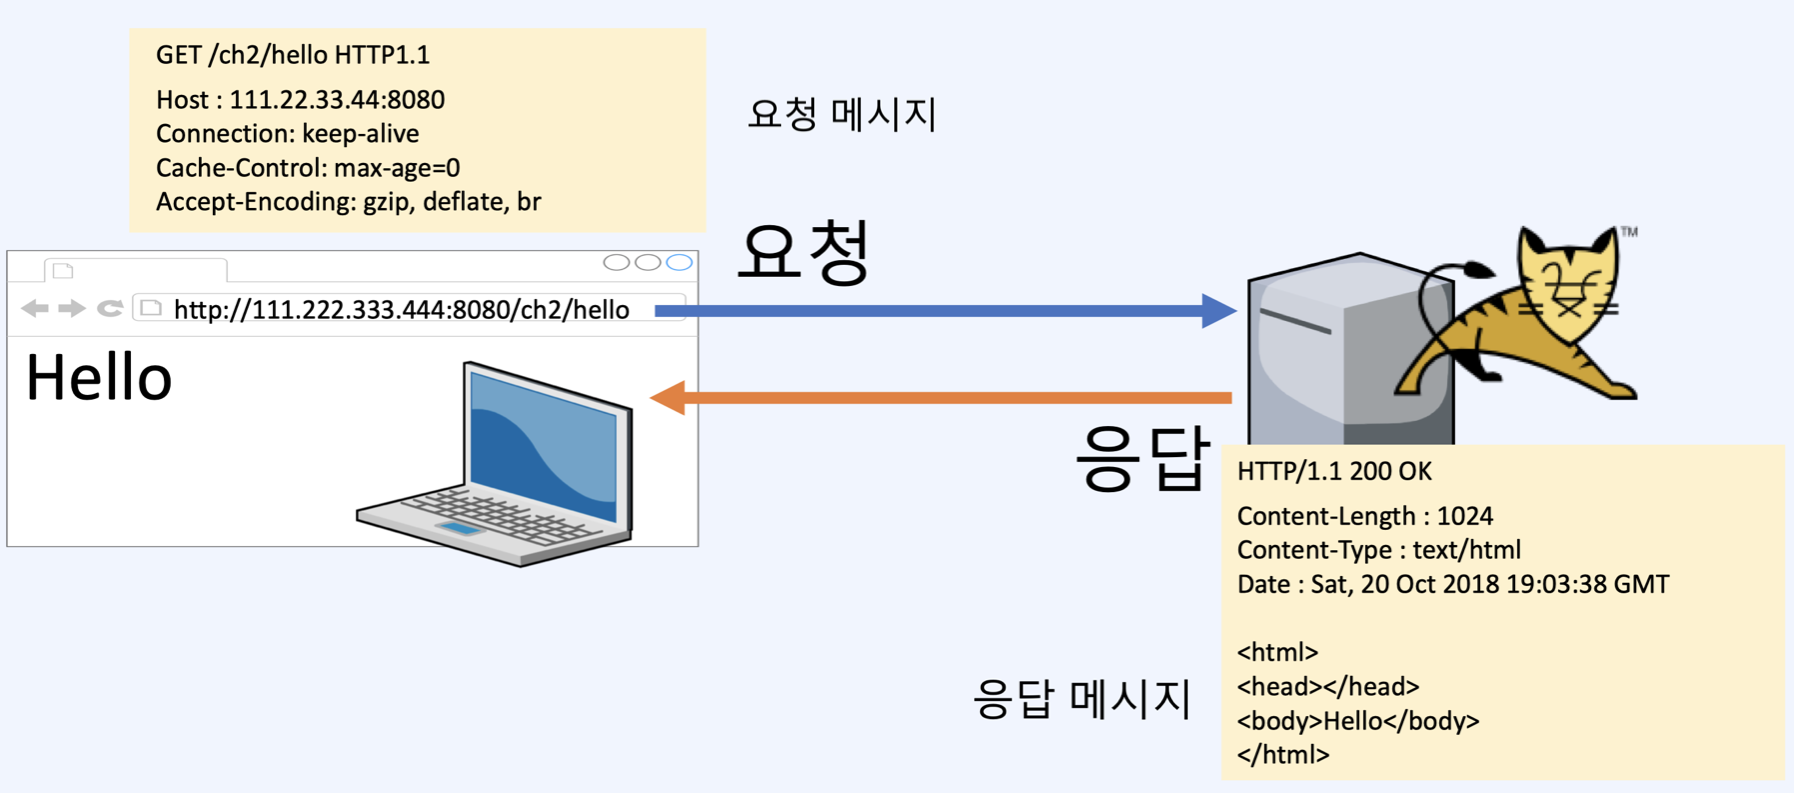 GET /ch2/hello HTTP1.1
Host : 111.22.33.44:8080
Connection: keep-alive
Cache-Control: max-age=0
Accept-Encoding: gzip, deflate, br
요청 메시지
요청
http://111.222.333.444:8080/ch2/hello
Hello
TM
응답
HTTP/1.1 200 OK
Content-Length : 1024
Content-Type : text/html
Date : Sat, 20 Oct 2018 19:03:38 GMT
<html>
<head></head>
<body>Hello</body>
</html>
응답 메시지